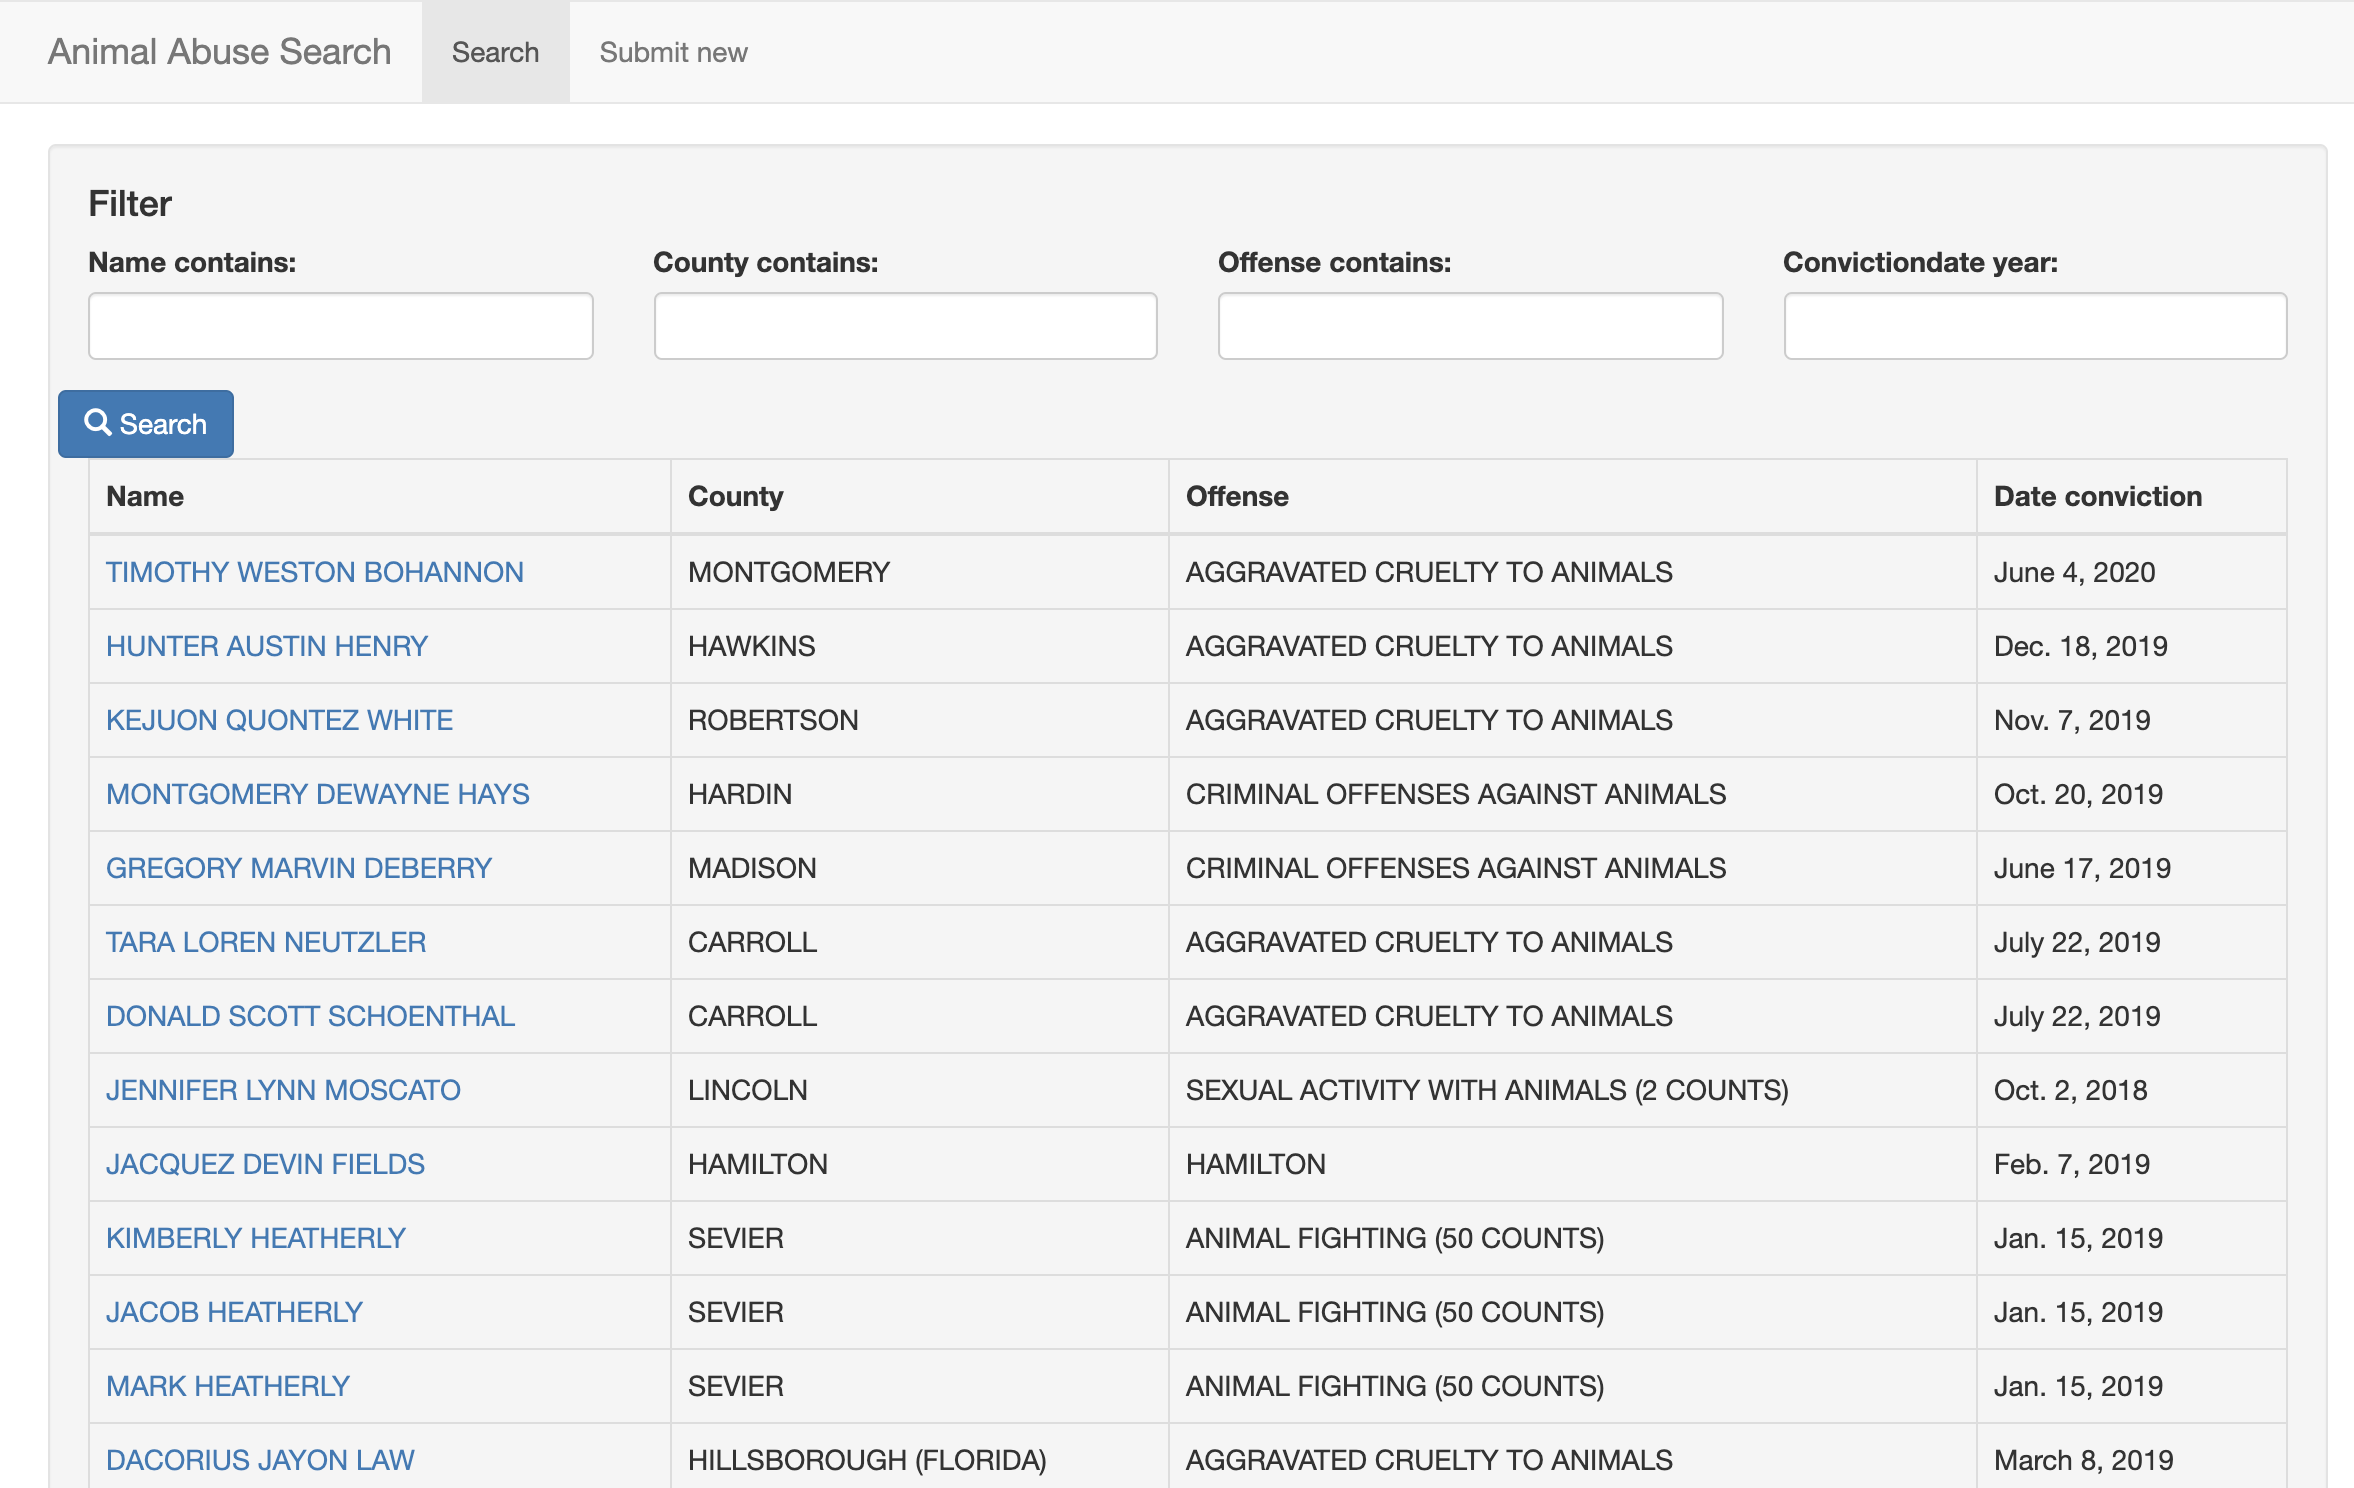 Animal Abuse Search Search Submit new
Filter
Name contains: County contains: Offense contains: Convictiondate year:
Search
Name County Offense Date conviction
TIMOTHY WESTON BOHANNON MONTGOMERY AGGRAVATED CRUELTY TO ANIMALS June 4, 2020
HUNTER AUSTIN HENRY HAWKINS AGGRAVATED CRUELTY TO ANIMALS Dec. 18, 2019
KEJUON QUONTEZ WHITE ROBERTSON AGGRAVATED CRUELTY TO ANIMALS Nov. 7, 2019
MONTGOMERY DEWAYNE HAYS HARDIN CRIMINAL OFFENSES AGAINST ANIMALS Oct. 20, 2019
GREGORY MARVIN DEBERRY MADISON CRIMINAL OFFENSES AGAINST ANIMALS June 17, 2019
TARA LOREN NEUTZLER CARROLL AGGRAVATED CRUELTY TO ANIMALS July 22, 2019
DONALD SCOTT SCHOENTHAL CARROLL AGGRAVATED CRUELTY TO ANIMALS July 22, 2019
JENNIFER LYNN MOSCATO LINCOLN SEXUAL ACTIVITY WITH ANIMALS (2 COUNTS) Oct. 2, 2018
JACQUEZ DEVIN FIELDS HAMILTON HAMILTON Feb. 7, 2019
KIMBERLY HEATHERLY SEVIER ANIMAL FIGHTING (50 COUNTS) Jan. 15, 2019
JACOB HEATHERLY SEVIER ANIMAL FIGHTING (50 COUNTS) Jan. 15, 2019
MARK HEATHERLY SEVIER ANIMAL FIGHTING (50 COUNTS) Jan. 15, 2019
DACORIUS JAYON LAW HILLSBOROUGH (FLORIDA) AGGRAVATED CRUELTY TO ANIMALS March 8, 2019